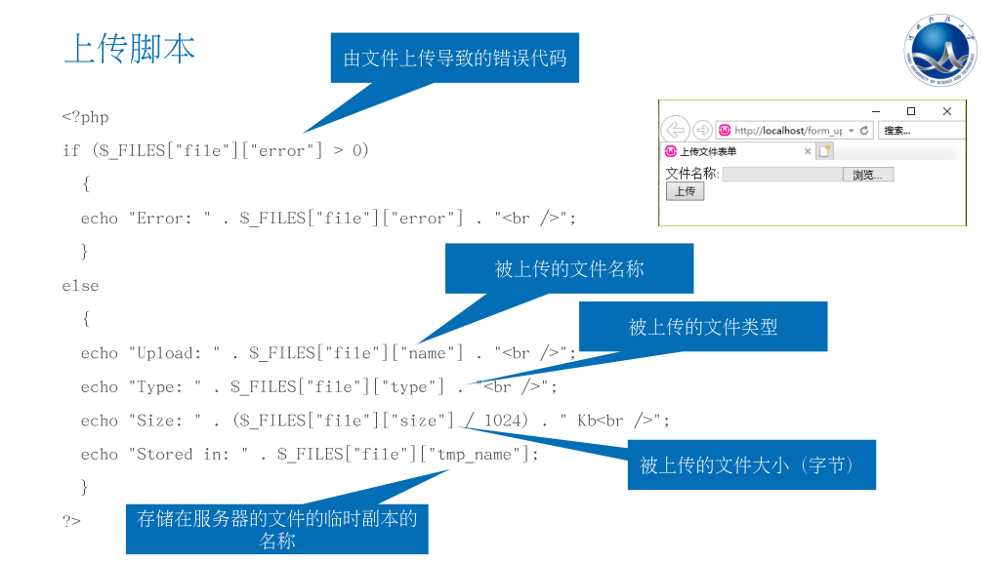 上传脚本
由文件上传导致的错误代码
<?php
if ($_FILES["file"]["error"] > 0)
{
echo "Error: " . $_FILES["file"]["error"] . "<br />";
}
else
{
echo "Upload: " . $_FILES["file"]["name"] . "<br />";
echo "Type: " . $_FILES["file"]["type"] . "<br />";
echo "Size: " . ($_FILES["file"]["size"] / 1024) . " Kb<br />";
echo "Stored in: " . $_FILES["file"]["tmp_name"];
}
?>
http://localhost/form_up
搜索...
上传文件表单
文件名称:
浏览...
上传
被上传的文件名称
被上传的文件类型
被上传的文件大小（字节）
存储在服务器的文件的临时副本的
名称